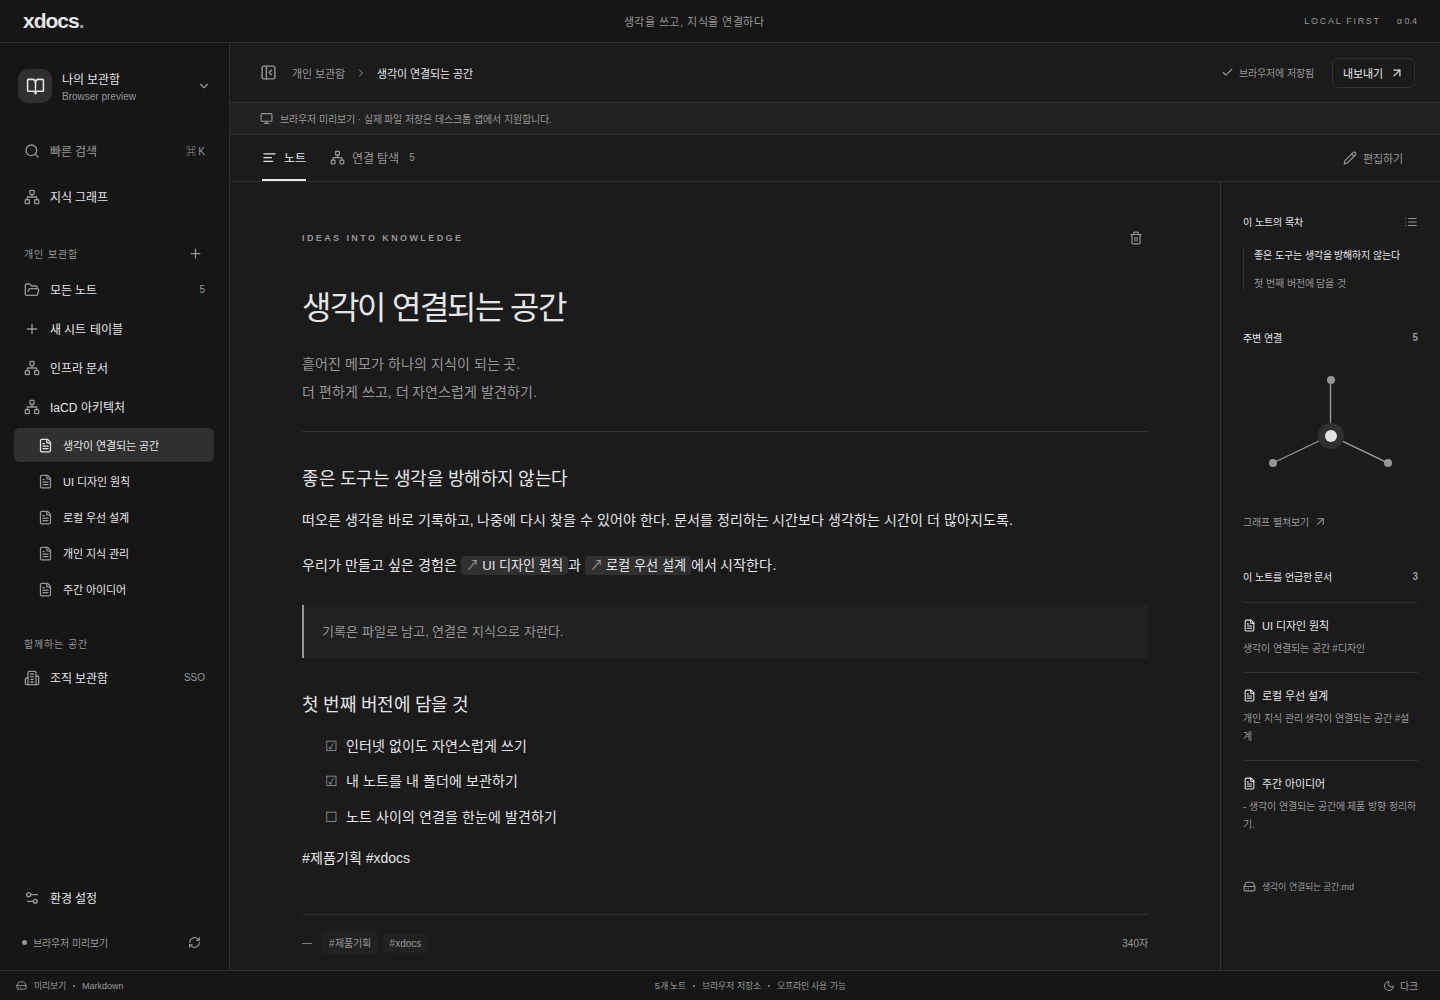 xdocs.
생각을 쓰고, 지식을 연결하다
LOCAL FIRST
α 0.4
나의 보관함
Browser preview
빠른 검색
⌘ K
지식 그래프
개인 보관함
모든 노트
5
새 시트 테이블
인프라 문서
IaCD 아키텍처
생각이 연결되는 공간
UI 디자인 원칙
로컬 우선 설계
개인 지식 관리
주간 아이디어
함께하는 공간
조직 보관함
SSO
환경 설정
브라우저 미리보기
개인 보관함
생각이 연결되는 공간
브라우저에 저장됨
내보내기
브라우저 미리보기 · 실제 파일 저장은 데스크톱 앱에서 지원합니다.
노트
연결 탐색 5
편집하기
IDEAS INTO KNOWLEDGE
생각이 연결되는 공간
흩어진 메모가 하나의 지식이 되는 곳.
더 편하게 쓰고, 더 자연스럽게 발견하기.
좋은 도구는 생각을 방해하지 않는다
떠오른 생각을 바로 기록하고, 나중에 다시 찾을 수 있어야 한다. 문서를 정리하는 시간보다 생각하는 시간이 더 많아지도록.
우리가 만들고 싶은 경험은 ↗ UI 디자인 원칙과 ↗ 로컬 우선 설계에서 시작한다.
기록은 파일로 남고, 연결은 지식으로 자란다.
첫 번째 버전에 담을 것
☑ 인터넷 없이도 자연스럽게 쓰기
☑ 내 노트를 내 폴더에 보관하기
☐ 노트 사이의 연결을 한눈에 발견하기
#제품기획 #xdocs
— #제품기획 #xdocs
340자
이 노트의 목차
좋은 도구는 생각을 방해하지 않는다
첫 번째 버전에 담을 것
주변 연결
5
그래프 펼쳐보기
이 노트를 언급한 문서
3
UI 디자인 원칙
생각이 연결되는 공간 #디자인
로컬 우선 설계
개인 지식 관리 생각이 연결되는 공간 #설
계
주간 아이디어
- 생각이 연결되는 공간에 제품 방향 정리하
기.
생각이 연결되는 공간.md
미리보기 • Markdown
5개 노트 • 브라우저 저장소 • 오프라인 사용 가능
다크